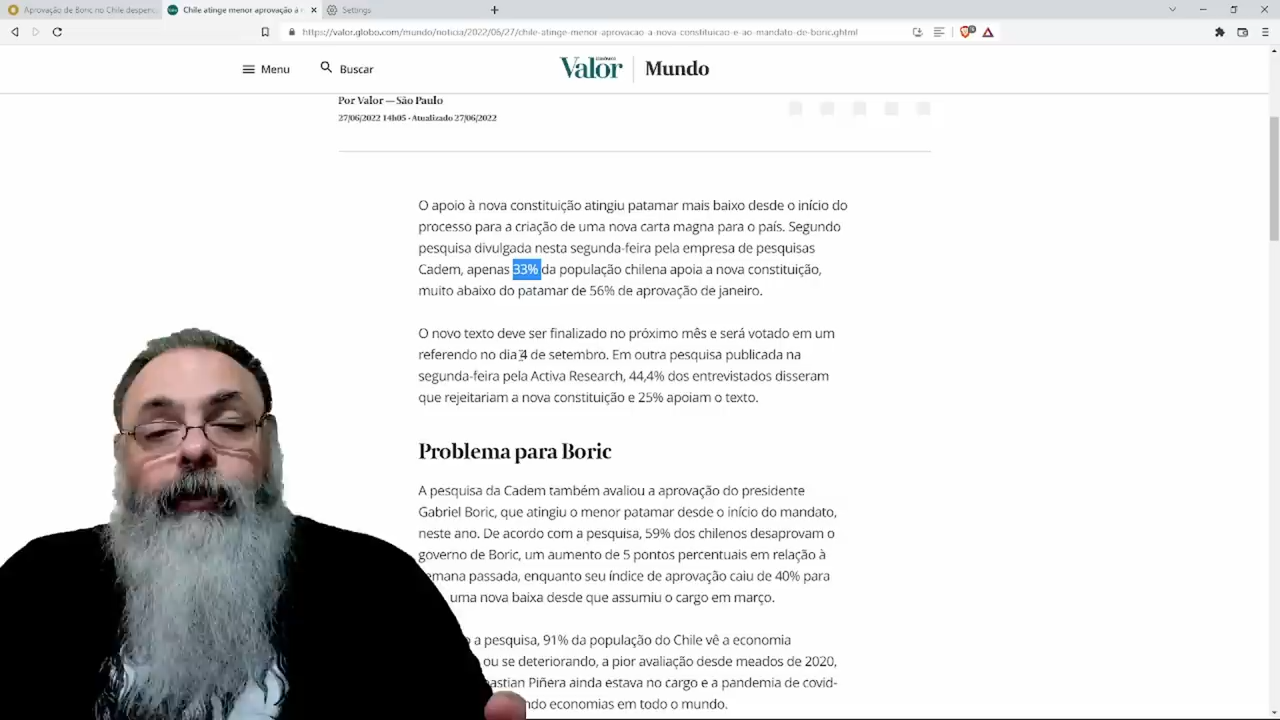 Aprovação de Boric no Chile despenc
Chile atinge menor aprovação à n
Settings
https://valor.globo.com/mundo/noticia/2022/06/27/chile-atinge-menor-aprovacao-a-nova-constituicao-e-ao-mandato-de-boric.ghtml
Menu
Buscar
Valor
Mundo
Por Valor — São Paulo
27/06/2022 14h05 · Atualizado 27/06/2022
O apoio à nova constituição atingiu patamar mais baixo desde o início do
processo para a criação de uma nova carta magna para o país. Segundo
pesquisa divulgada nesta segunda-feira pela empresa de pesquisas
Cadem, apenas 33% da população chilena apoia a nova constituição,
muito abaixo do patamar de 56% de aprovação de janeiro.
O novo texto deve ser finalizado no próximo mês e será votado em um
referendo no dia 4 de setembro. Em outra pesquisa publicada na
segunda-feira pela Activa Research, 44,4% dos entrevistados disseram
que rejeitariam a nova constituição e 25% apoiam o texto.
Problema para Boric
A pesquisa da Cadem também avaliou a aprovação do presidente
Gabriel Boric, que atingiu o menor patamar desde o início do mandato,
neste ano. De acordo com a pesquisa, 59% dos chilenos desaprovam o
governo de Boric, um aumento de 5 pontos percentuais em relação à
semana passada, enquanto seu índice de aprovação caiu de 40% para
uma nova baixa desde que assumiu o cargo em março.
a pesquisa, 91% da população do Chile vê a economia
ou se deteriorando, a pior avaliação desde meados de 2020,
astian Piñera ainda estava no cargo e a pandemia de covid-
ndo economias em todo o mundo.